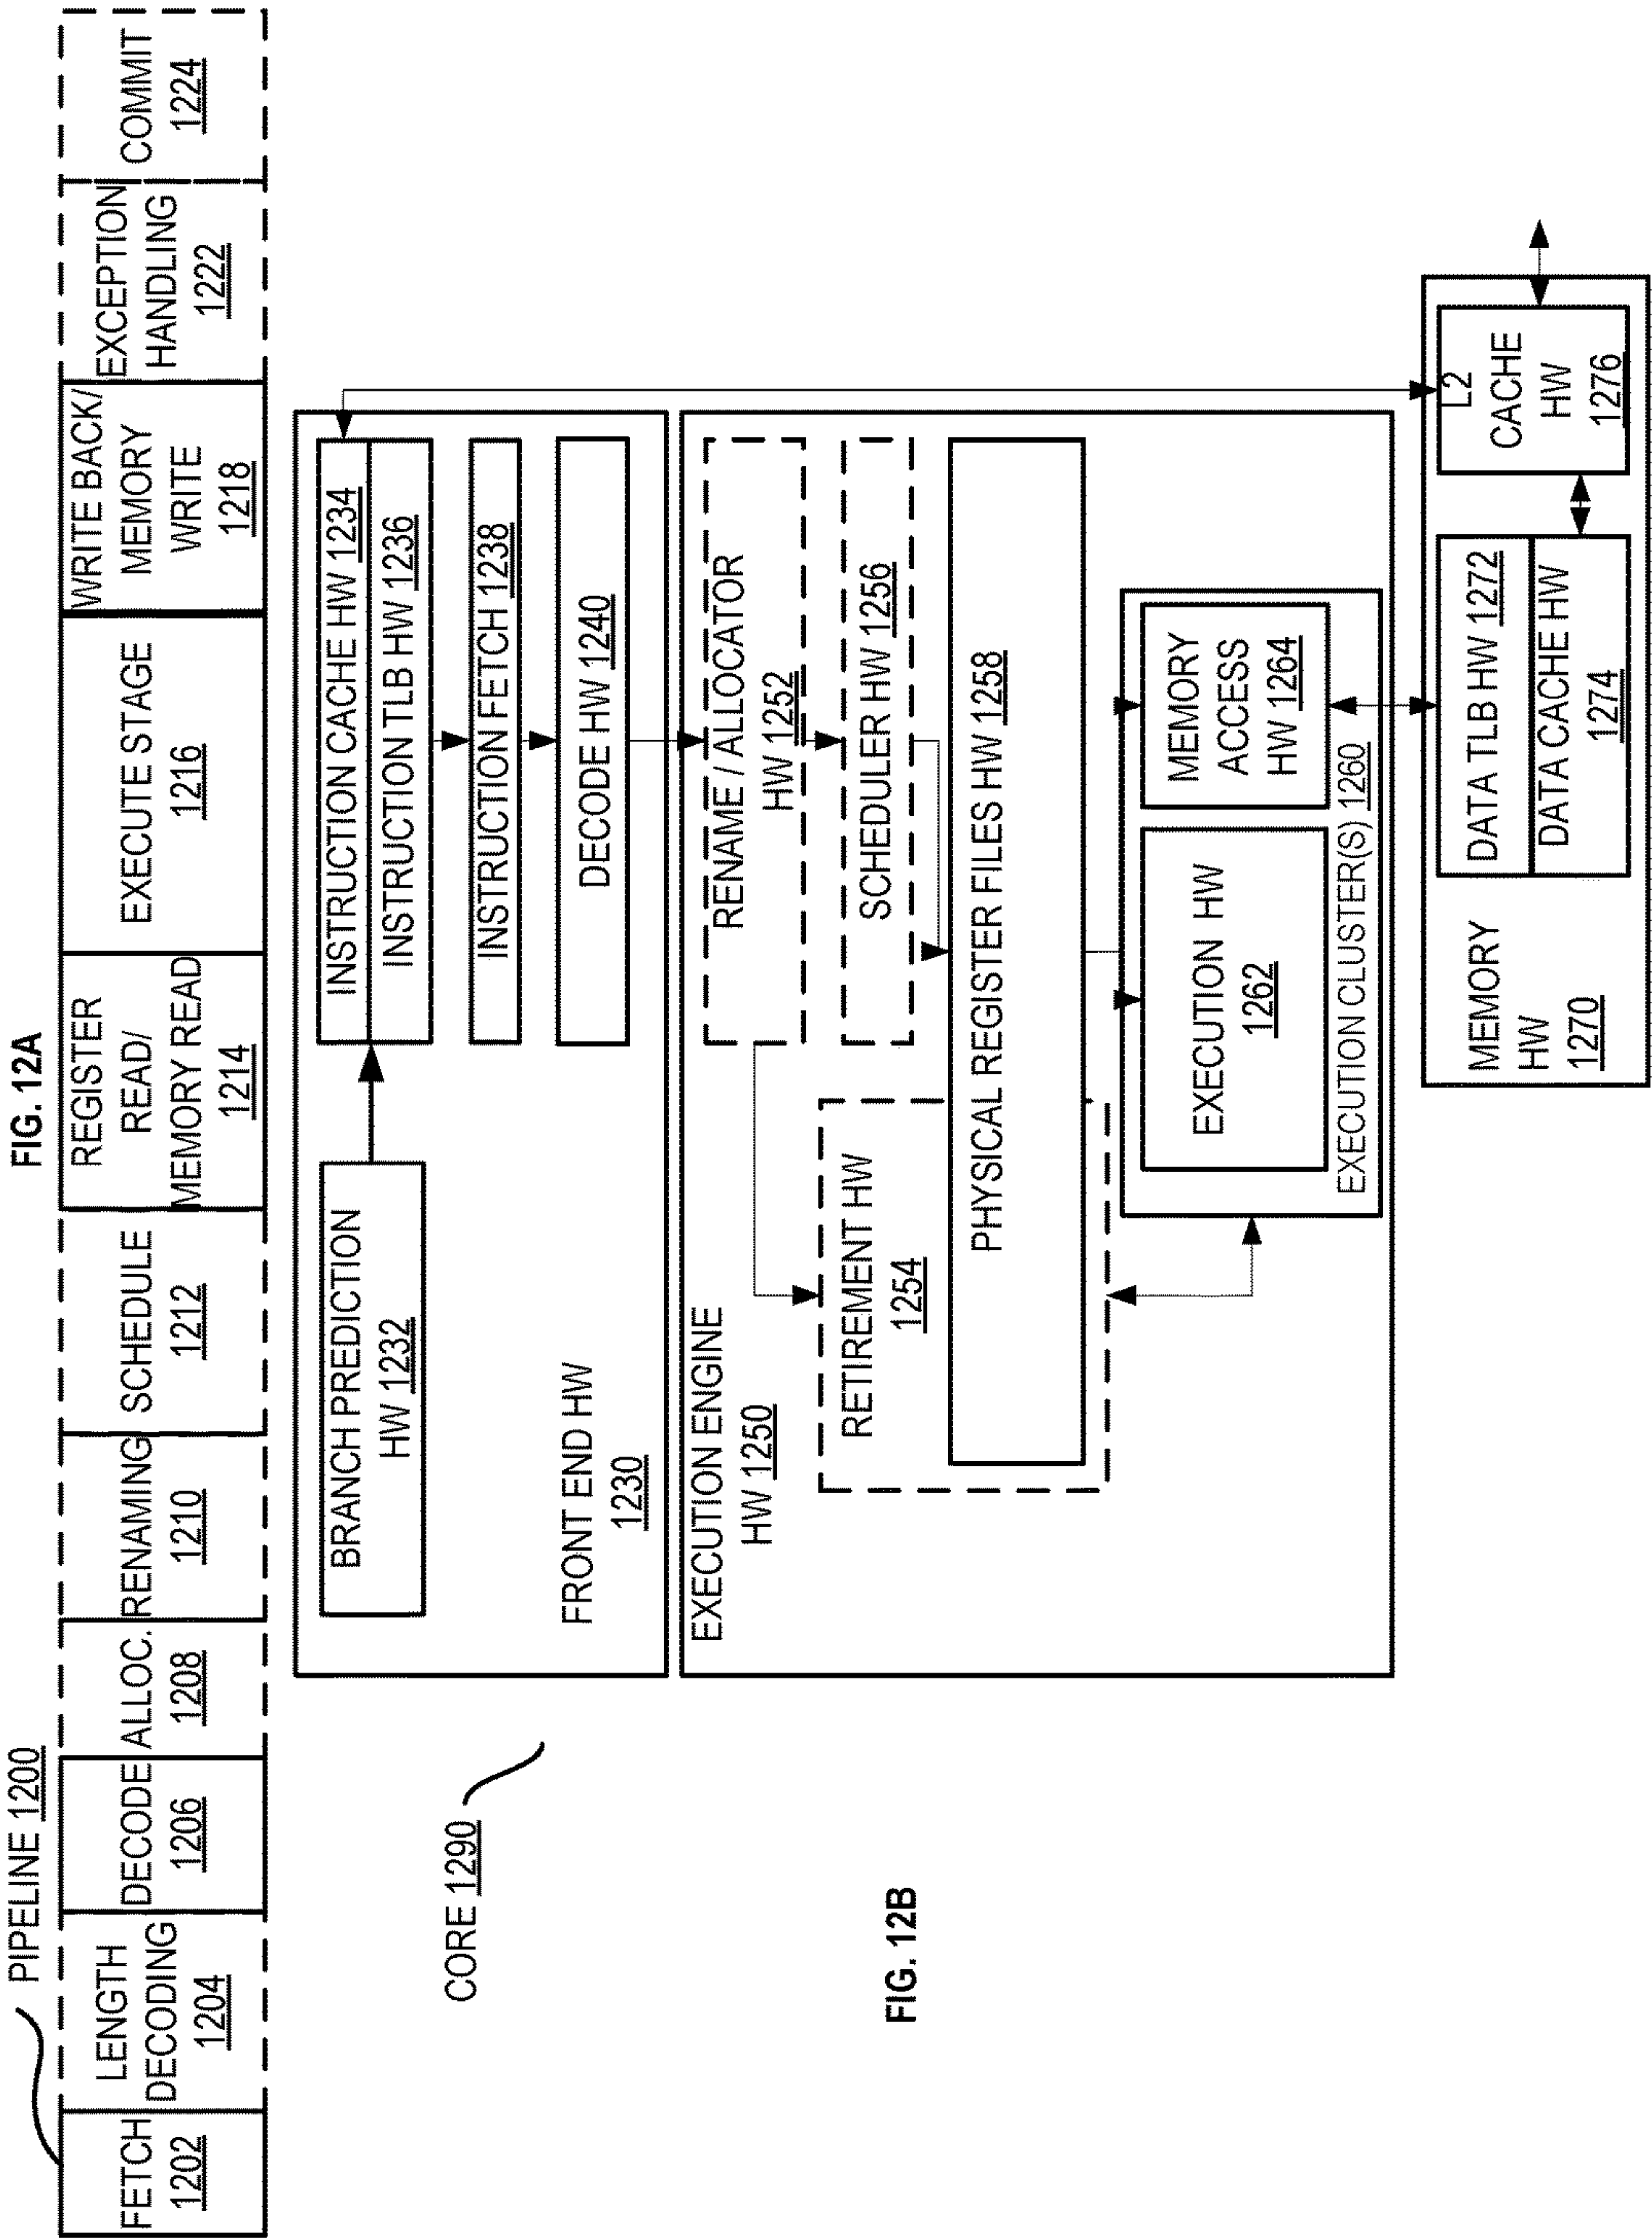 FIG. 12A
PIPELINE 1200
FETCH
1202
LENGTH
DECODING
1204
DECODE
1206
ALLOC.
1208
RENAMING
1210
SCHEDULE
1212
REGISTER
READ/
MEMORY READ
1214
EXECUTE STAGE
1216
WRITE BACK/
MEMORY
WRITE
1218
EXCEPTION
HANDLING
1222
COMMIT
1224
CORE 1290
BRANCH PREDICTION
HW 1232
INSTRUCTION CACHE HW 1234
INSTRUCTION TLB HW 1236
INSTRUCTION FETCH 1238
DECODE HW 1240
FRONT END HW
1230
EXECUTION ENGINE
HW 1250
RENAME / ALLOCATOR
HW 1252
RETIREMENT HW
1254
SCHEDULER HW 1256
PHYSICAL REGISTER FILES HW 1258
EXECUTION HW
1262
MEMORY
ACCESS
HW 1264
EXECUTION CLUSTER(S) 1260
MEMORY
HW
1270
DATA TLB HW 1272
DATA CACHE HW
1274
L2
CACHE
HW
1276
FIG. 12B